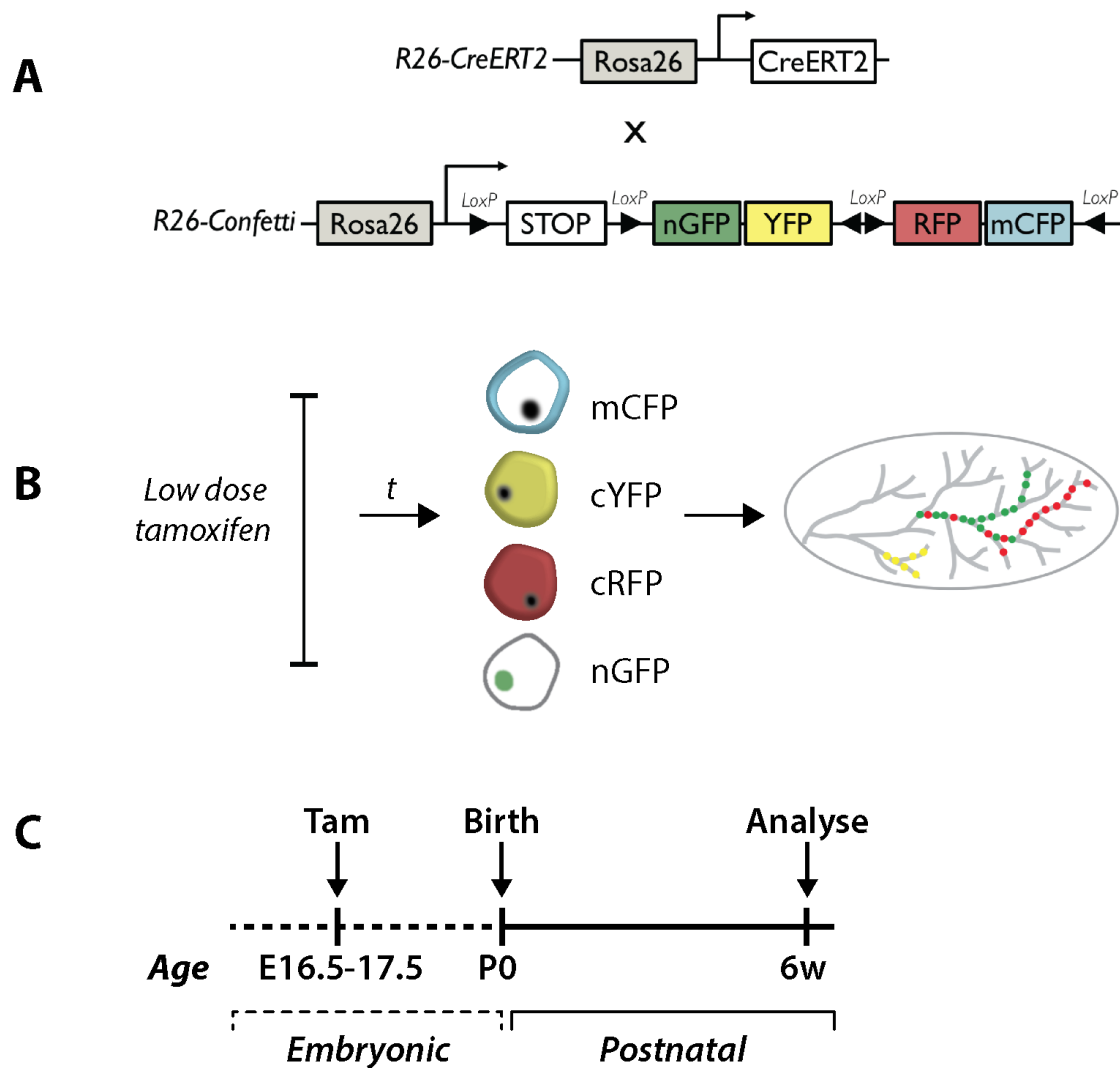 A
R26-CreERT2 Rosa26 CreERT2
x
LoxP LoxP LoxP LoxP
R26-Confetti Rosa26 STOP nGFP YFP RFP mCFP
B
Low dose
tamoxifen
t
mCFP
cYFP
cRFP
nGFP
C
Tam Birth Analyse
Age E16.5-17.5 P0 6w
Embryonic Postnatal